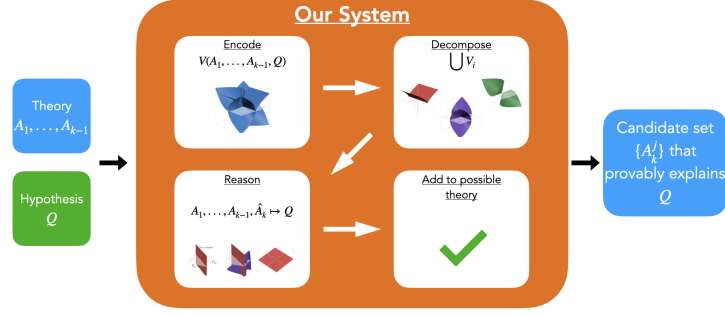 Our System
Theory
A₁, . . . , Aₖ₋₁
Hypothesis
Q
Encode
V(A₁, . . . , Aₖ₋₁, Q)
Decompose
⋃ Vᵢ
Reason
A₁, . . . , Aₖ₋₁, Âₖ ↦ Q
Add to possible
theory
Candidate set
{Aₖʲ} that
provably explains
Q